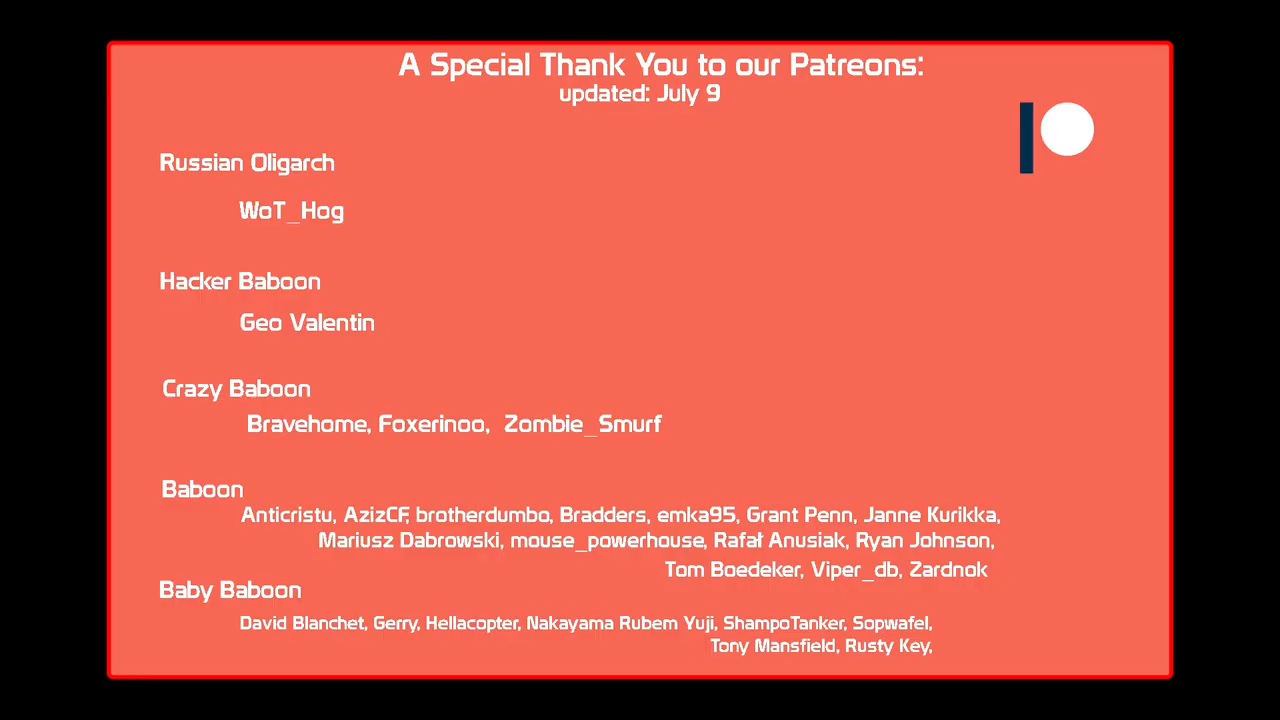 A Special Thank You to our Patreons:
updated: July 9
Russian Oligarch
WoT_Hog
Hacker Baboon
Geo Valentin
Crazy Baboon
Bravehome, Foxerinoo, Zombie_Smurf
Baboon
Anticristu, AzizCF, brotherdumbo, Bradders, emka95, Grant Penn, Janne Kurikka,
Mariusz Dabrowski, mouse_powerhouse, Rafał Anusiak, Ryan Johnson,
Tom Boedeker, Viper_db, Zardnok
Baby Baboon
David Blanchet, Gerry, Hellacopter, Nakayama Rubem Yuji, ShampoTanker, Sopwafel,
Tony Mansfield, Rusty Key,